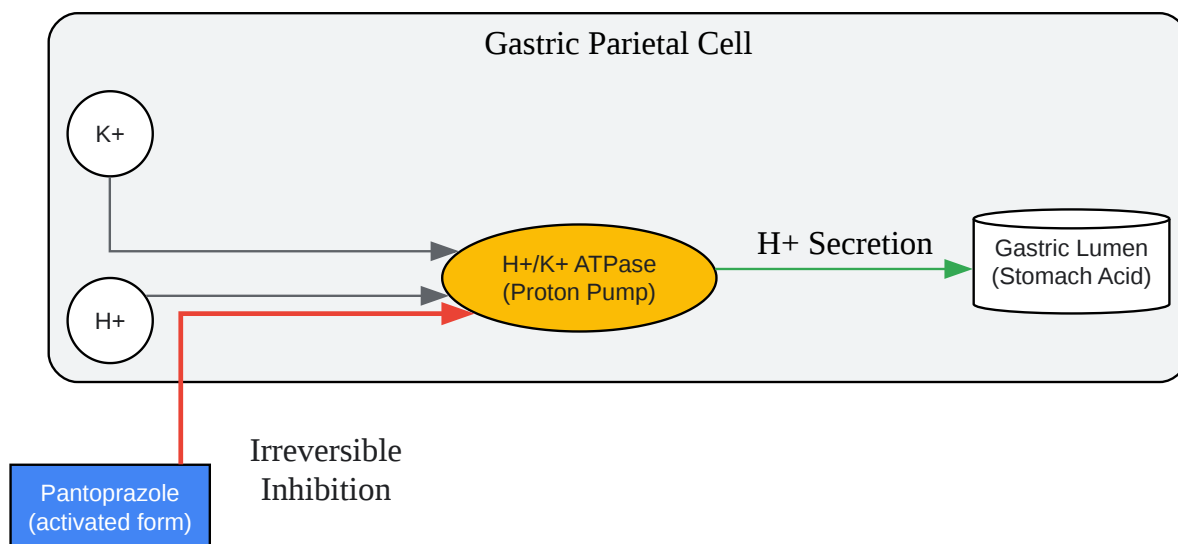 Gastric Parietal Cell
K+
H+
H+/K+ ATPase
(Proton Pump)
H+ Secretion
Gastric Lumen
(Stomach Acid)
Irreversible
Inhibition
Pantoprazole
(activated form)